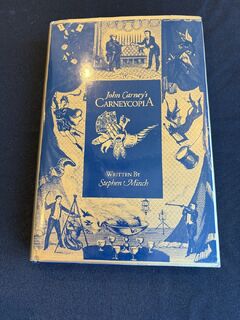 John Carney's
CARNEYCOPIA
WRITTEN BY
Stephen Minch